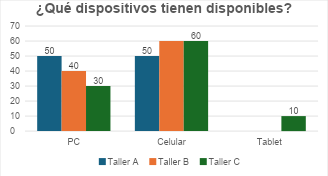 ¿Qué dispositivos tienen disponibles?
70
60
50
40
30
20
10
0
50
40
30
50
60
10
PC
Celular
Tablet
Taller A
Taller B
Taller C